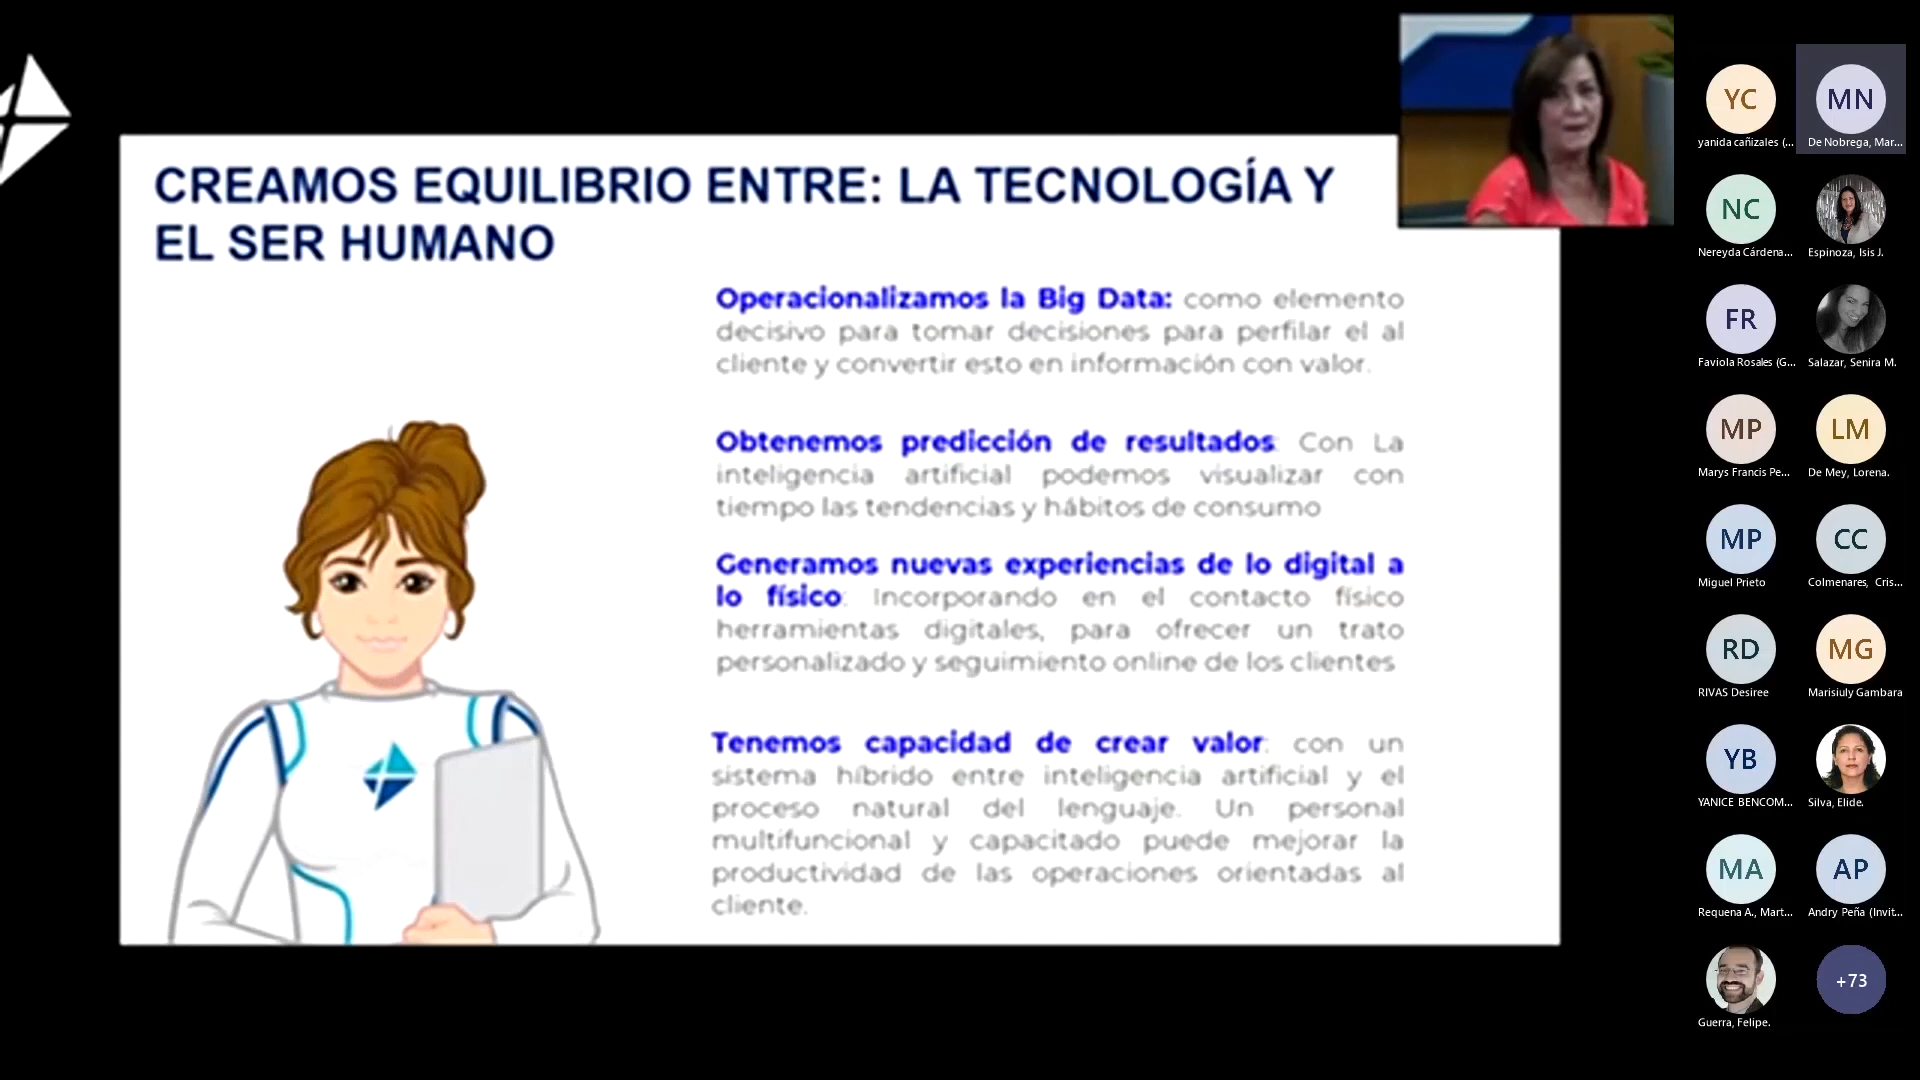 CREAMOS EQUILIBRIO ENTRE: LA TECNOLOGÍA Y
EL SER HUMANO
Operacionalizamos la Big Data: como elemento
decisivo para tomar decisiones para perfilar el al
cliente y convertir esto en información con valor.
Obtenemos predicción de resultados: Con La
inteligencia artificial podemos visualizar con
tiempo las tendencias y hábitos de consumo
Generamos nuevas experiencias de lo digital a
lo físico: Incorporando en el contacto físico
herramientas digitales, para ofrecer un trato
personalizado y seguimiento online de los clientes
Tenemos capacidad de crear valor: con un
sistema híbrido entre inteligencia artificial y el
proceso natural del lenguaje. Un personal
multifuncional y capacitado puede mejorar la
productividad de las operaciones orientadas al
cliente.
YC
yanida cañizales (...
MN
De Nobrega, Mar...
NC
Nereyda Cárdena...
Espinoza, Isis J.
FR
Faviola Rosales (G...
Salazar, Senira M.
MP
Marys Francis Pe...
LM
De Mey, Lorena.
MP
Miguel Prieto
CC
Colmenares, Cris...
RD
RIVAS Desiree
MG
Marisiuly Gambara
YB
YANICE BENCOM...
Silva, Elide.
MA
Requena A., Mart...
AP
Andry Peña (Invit...
Guerra, Felipe.
+73